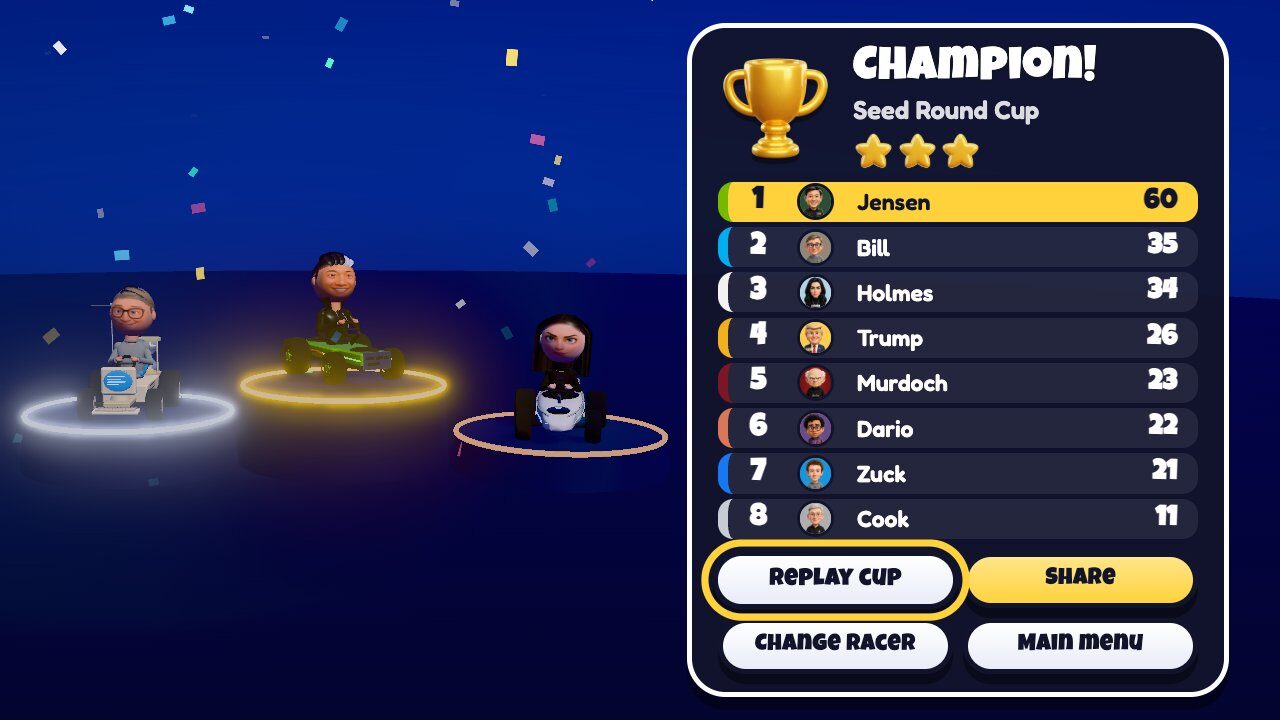 CHAMPION!
Seed Round Cup
1 Jensen 60
2 Bill 35
3 Holmes 34
4 Trump 26
5 Murdoch 23
6 Dario 22
7 Zuck 21
8 Cook 11
REPLAY CUP
SHARE
CHANGE RACER
MAIN MENU